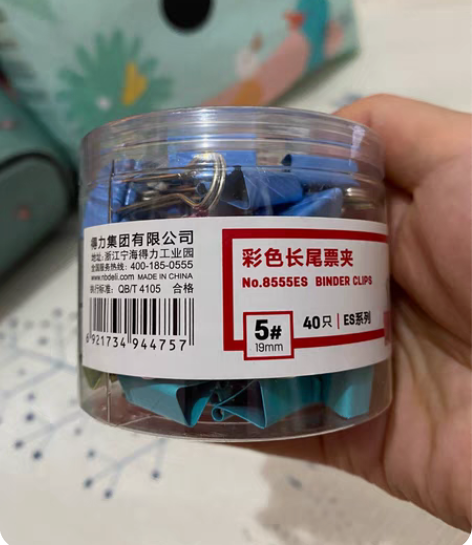 得力集团有限公司
地址:浙江宁海得力工业园
全国服务热线: 400-185-0555
www.nbdeli.com MADE IN CHINA
执行标准: QB/T 4105 合格
6 921734 944757
彩色长尾票夹
No.8555ES BINDER CLIPS
5#
19mm
40只 | ES系列